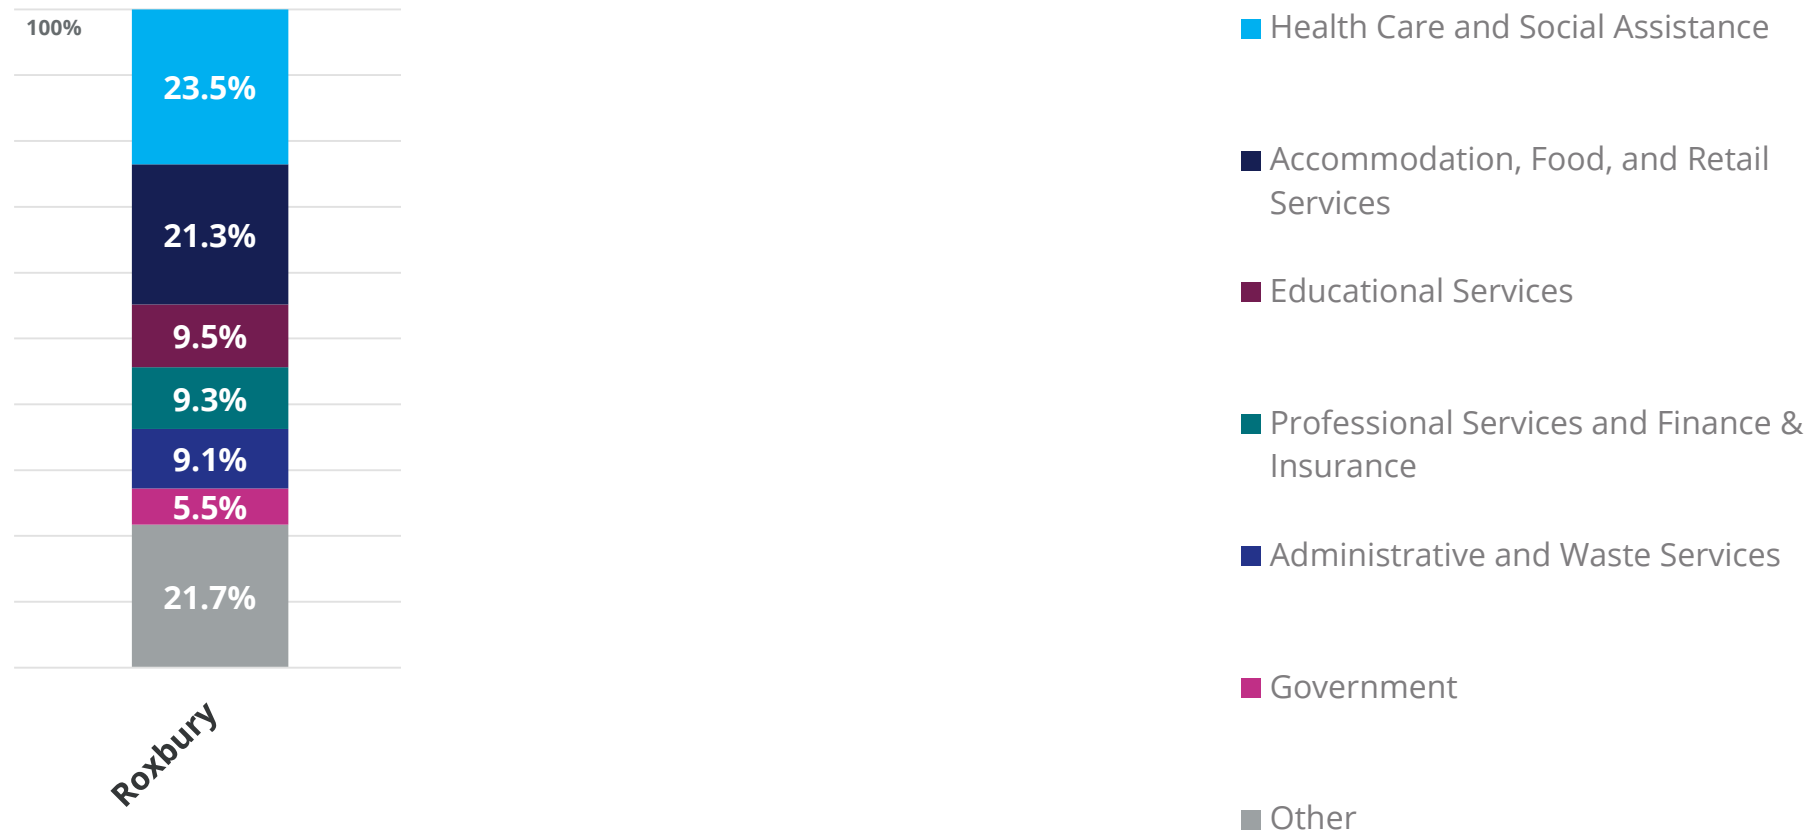 100%
23.5%
21.3%
9.5%
9.3%
9.1%
5.5%
21.7%
Roxbury
Health Care and Social Assistance
Accommodation, Food, and Retail
Services
Educational Services
Professional Services and Finance &
Insurance
Administrative and Waste Services
Government
Other